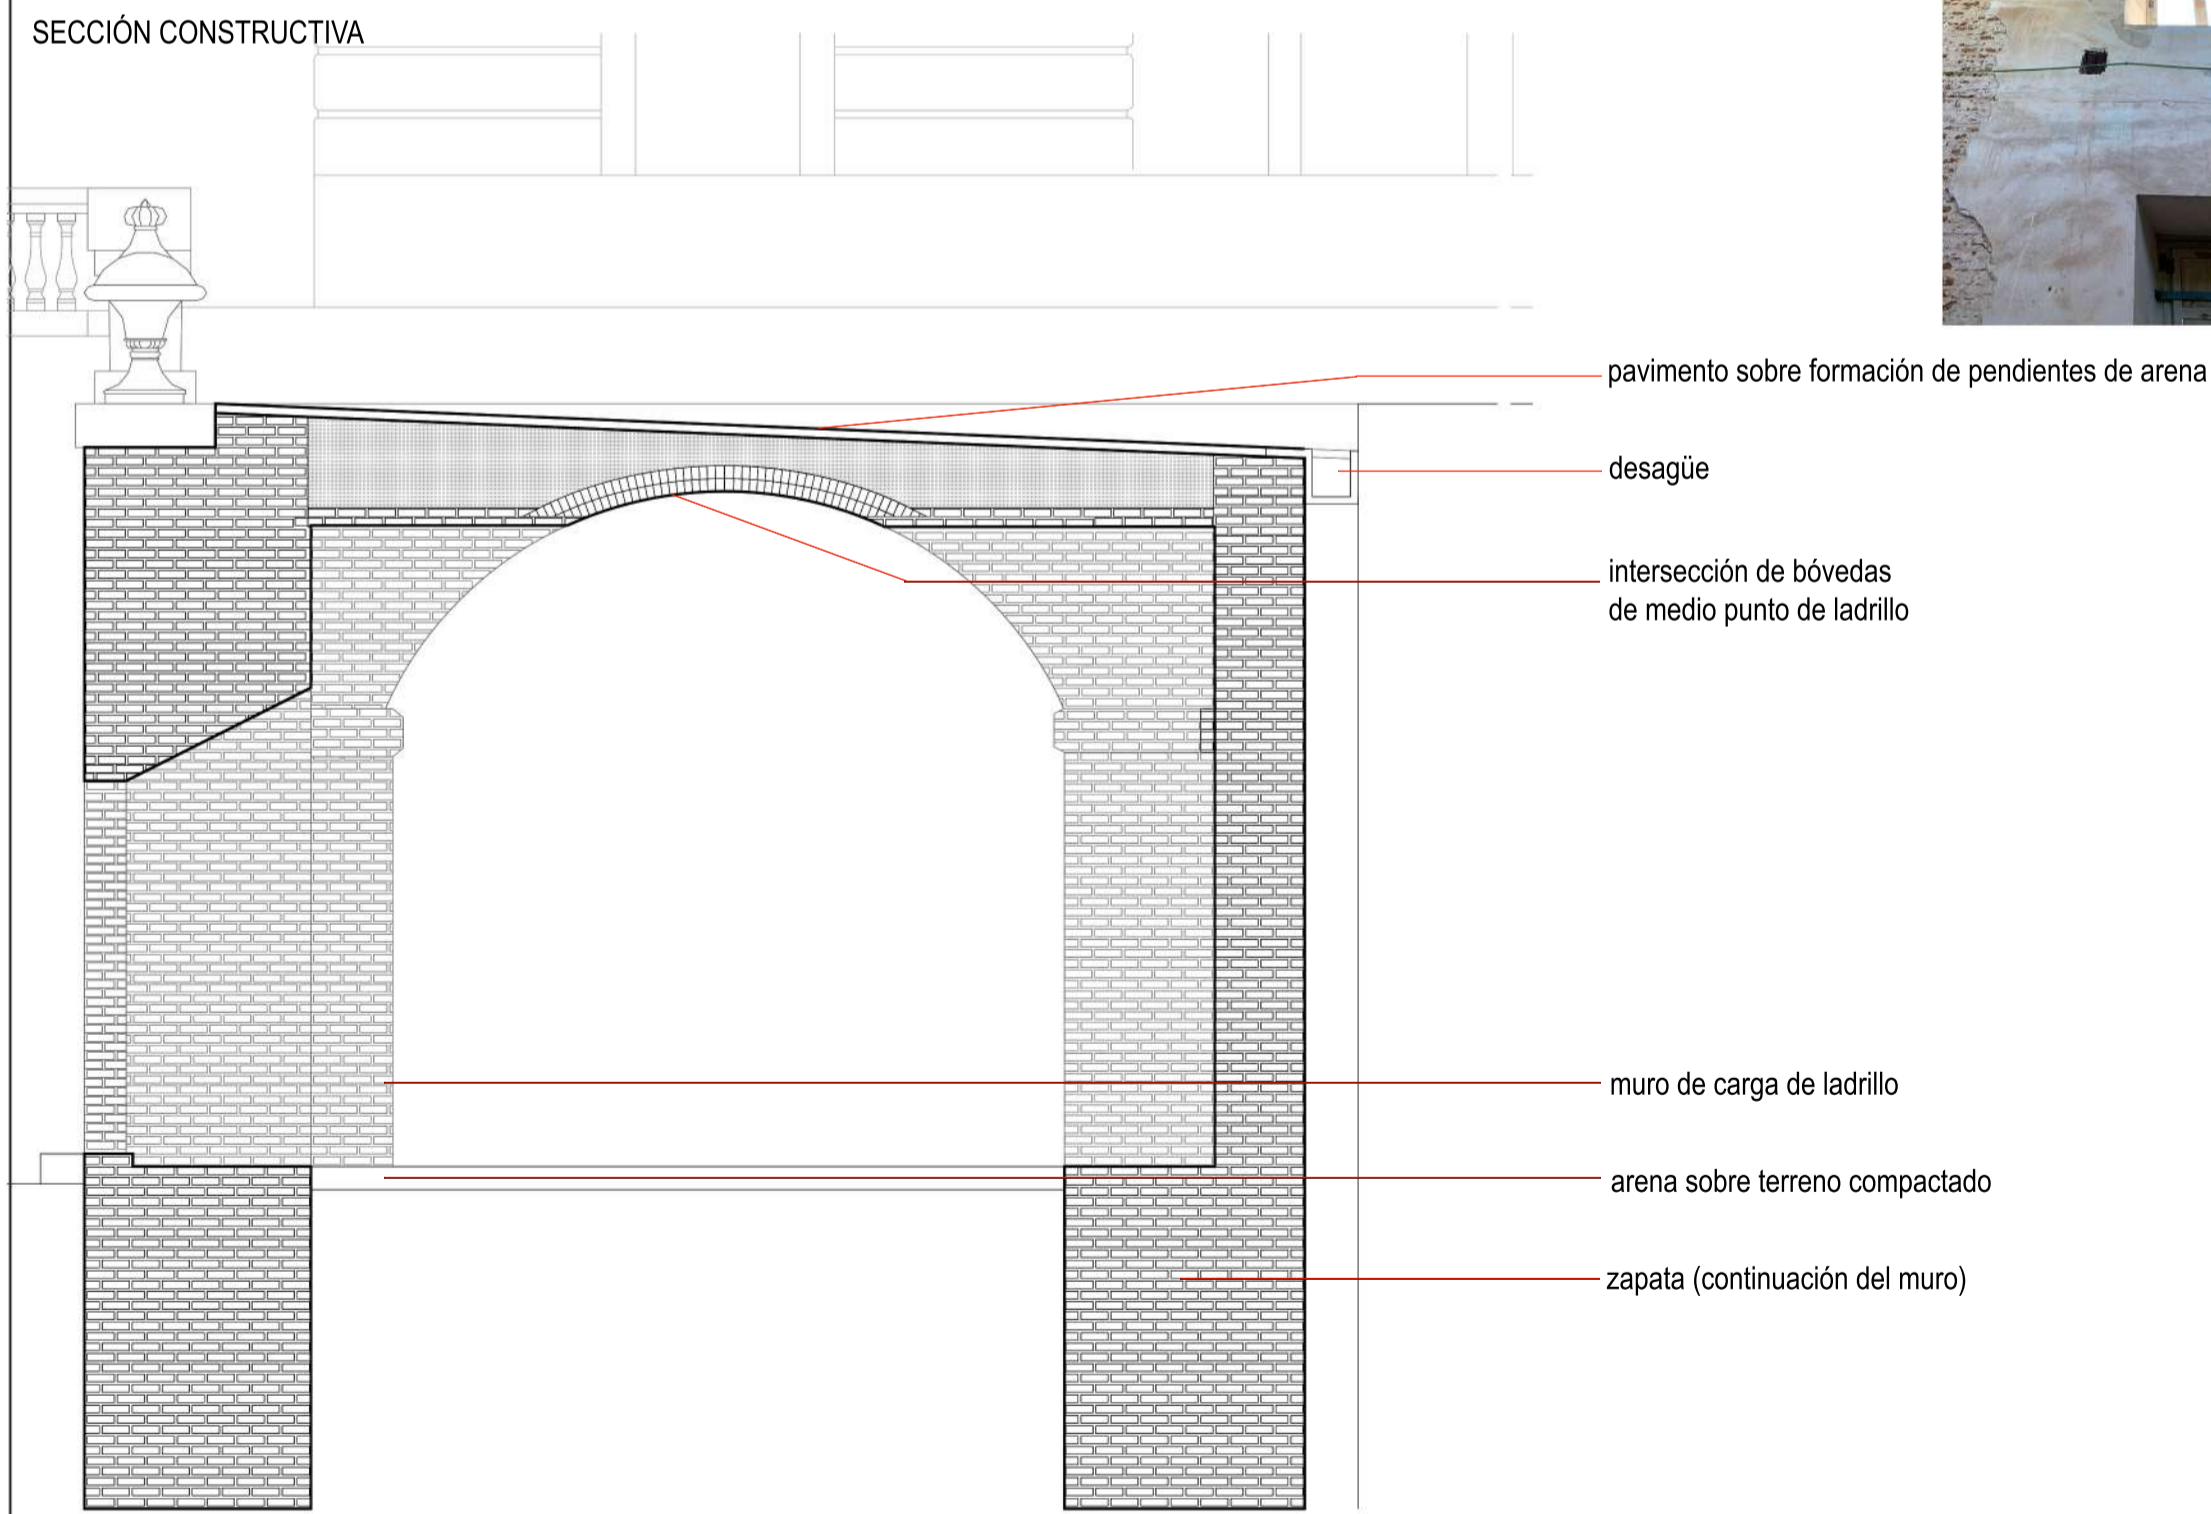 SECCIÓN CONSTRUCTIVA
pavimento sobre formación de pendientes de arena
desagüe
intersección de bóvedas
de medio punto de ladrillo
muro de carga de ladrillo
arena sobre terreno compactado
zapata (continuación del muro)